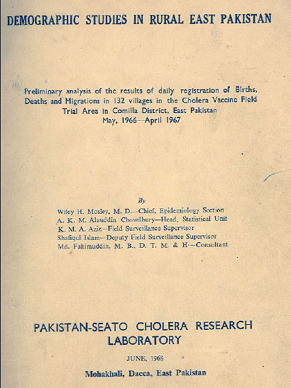 DEMOGRAPHIC STUDIES IN RURAL EAST PAKISTAN
Preliminary analysis of the results of daily registration of Births,
Deaths and Migrations in 132 villages in the Cholera Vaccine Field
Trial Area in Comilla District, East Pakistan
May, 1966—April 1967
By
Wiley H. Mosley, M. D.—Chief, Epidemiology Section
A. K. M. Alauddin Chowdhury—Head, Statistical Unit
K. M. A. Aziz—Field Surveillance Supervisor
Shafiqul Islam—Deputy Field Surveillance Supervisor
Md. Fahimuddin, M. B., D. T. M. & H—Consultant
PAKISTAN-SEATO CHOLERA RESEARCH
LABORATORY
JUNE, 1968
Mohakhali, Dacca, East Pakistan